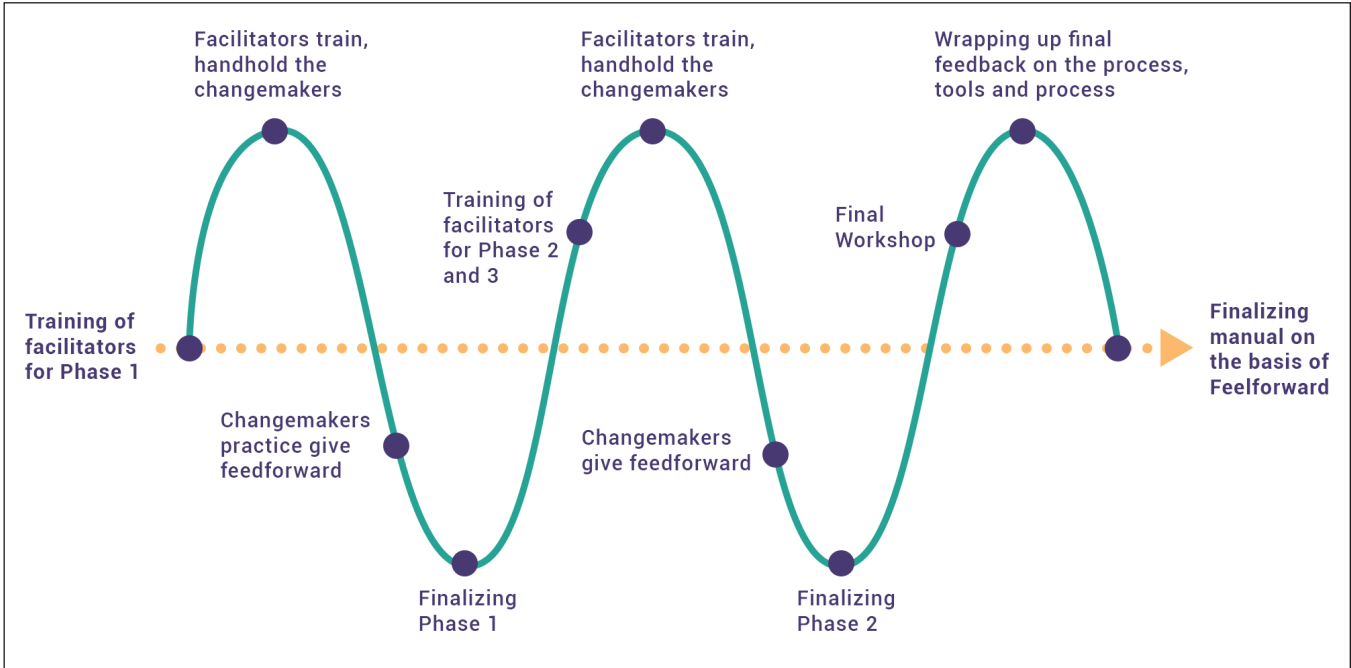 Facilitators train,
handhold the
changemakers
Facilitators train,
handhold the
changemakers
Wrapping up final
feedback on the process,
tools and process
Training of
facilitators
for Phase 2
and 3
Final
Workshop
Training of
facilitators
for Phase 1
Finalizing
manual on
the basis of
Feelforward
Changemakers
practice give
feedforward
Changemakers
give feedforward
Finalizing
Phase 1
Finalizing
Phase 2